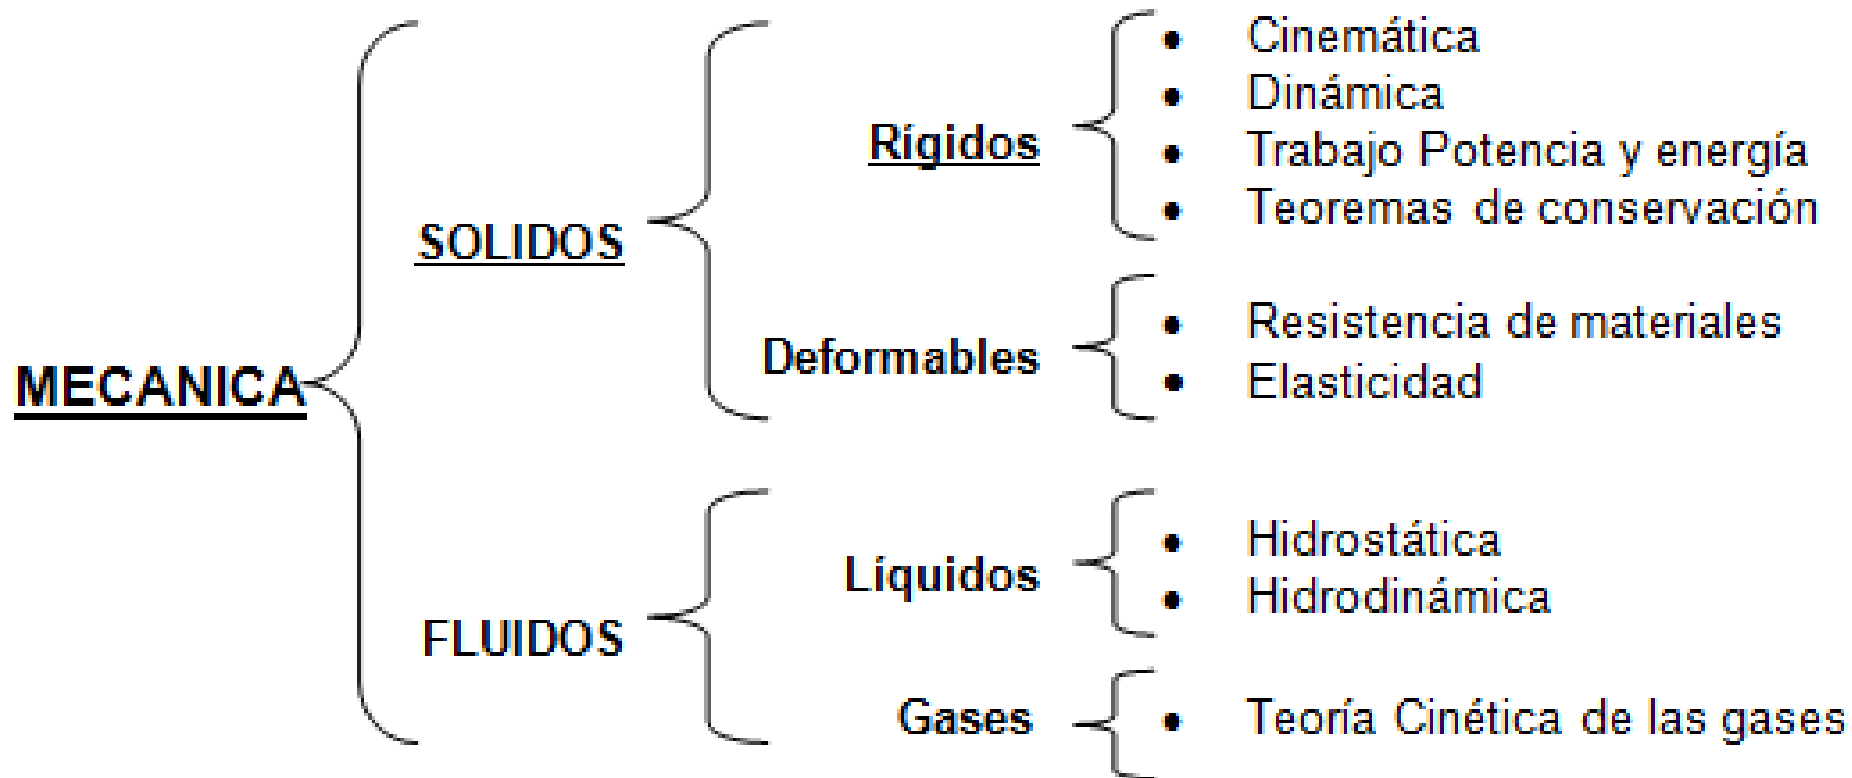 MECANICA
SOLIDOS
Rígidos
• Cinemática
• Dinámica
• Trabajo Potencia y energía
• Teoremas de conservación
Deformables
• Resistencia de materiales
• Elasticidad
FLUIDOS
Líquidos
• Hidrostática
• Hidrodinámica
Gases
• Teoría Cinética de las gases